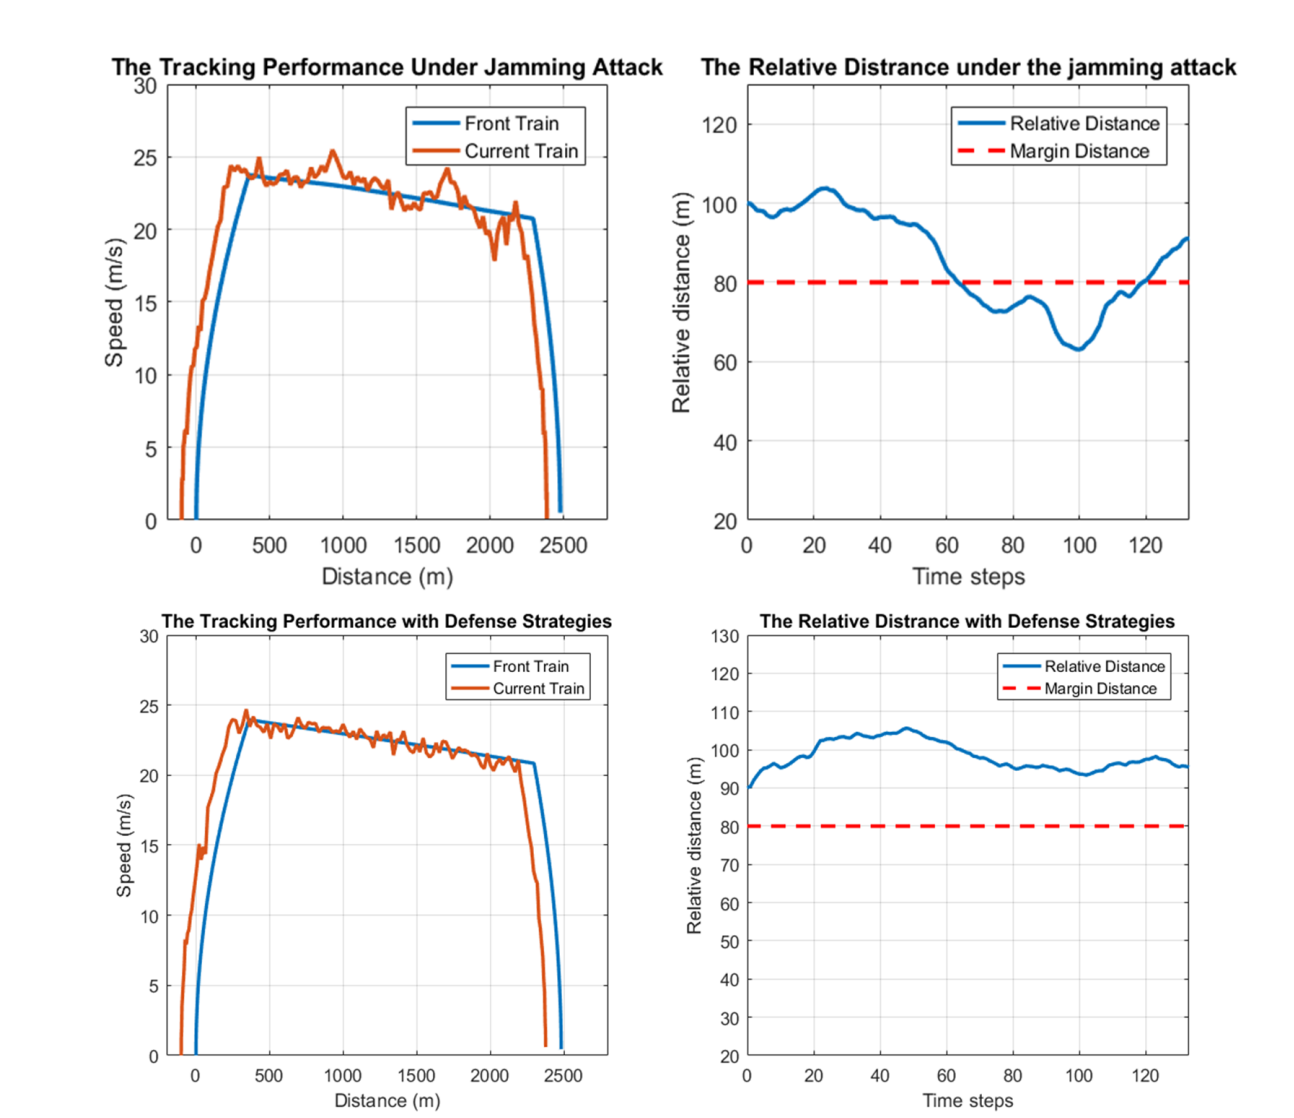 The Tracking Performance Under Jamming Attack
30
25
20
15
10
5
0
Speed (m/s)
Front Train
Current Train
0 500 1000 1500 2000 2500
Distance (m)
The Relative Distrance under the jamming attack
120
100
80
60
40
20
Relative distance (m)
Relative Distance
Margin Distance
0 20 40 60 80 100 120
Time steps
The Tracking Performance with Defense Strategies
30
25
20
15
10
5
0
Speed (m/s)
Front Train
Current Train
0 500 1000 1500 2000 2500
Distance (m)
The Relative Distrance with Defense Strategies
130
120
110
100
90
80
70
60
50
40
30
20
Relative distance (m)
Relative Distance
Margin Distance
0 20 40 60 80 100 120
Time steps